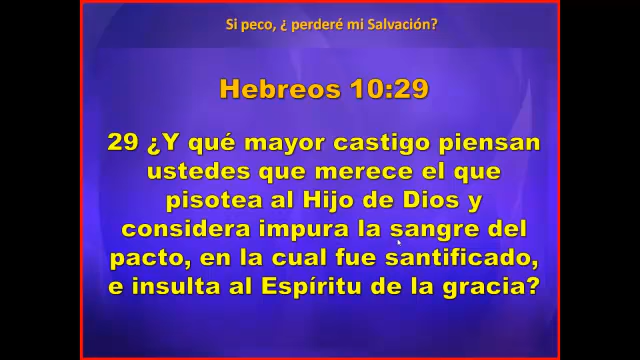 Si peco, ¿ perderé mi Salvación?
Hebreos 10:29
29 ¿Y qué mayor castigo piensan
ustedes que merece el que
pisotea al Hijo de Dios y
considera impura la sangre del
pacto, en la cual fue santificado,
e insulta al Espíritu de la gracia?